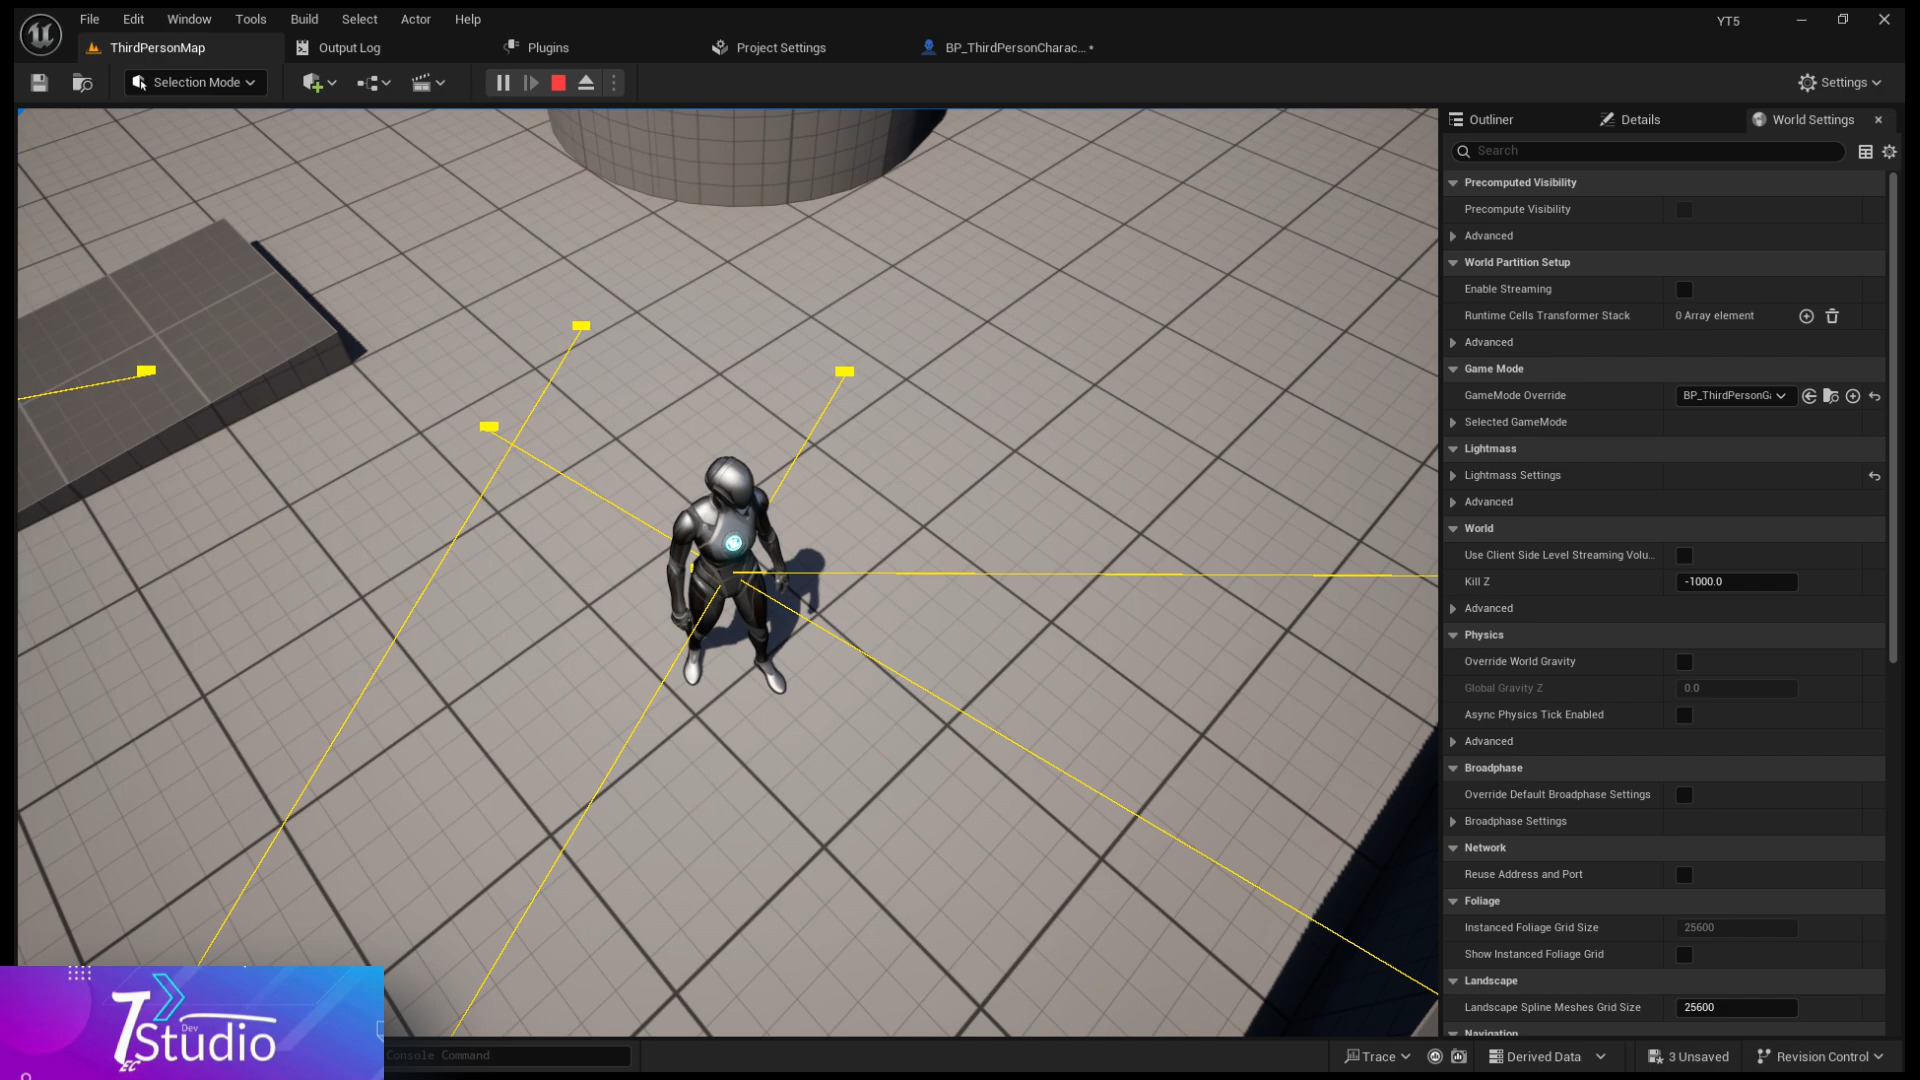 File Edit Window Tools Build Select Actor Help YT5
ThirdPersonMap Output Log Plugins Project Settings BP_ThirdPersonCharac...•
Selection Mode Settings
Outliner Details World Settings
Search
Precomputed Visibility
Precompute Visibility
Advanced
World Partition Setup
Enable Streaming
Runtime Cells Transformer Stack 0 Array element
Advanced
Game Mode
GameMode Override BP_ThirdPersonGa
Selected GameMode
Lightmass
Lightmass Settings
Advanced
World
Use Client Side Level Streaming Volu...
Kill Z -1000.0
Advanced
Physics
Override World Gravity
Global Gravity Z 0.0
Async Physics Tick Enabled
Advanced
Broadphase
Override Default Broadphase Settings
Broadphase Settings
Network
Reuse Address and Port
Foliage
Instanced Foliage Grid Size 25600
Show Instanced Foliage Grid
Landscape
Landscape Spline Meshes Grid Size 25600
Navigation
Dev
Studio
EC
Console Command Trace Derived Data 3 Unsaved Revision Control